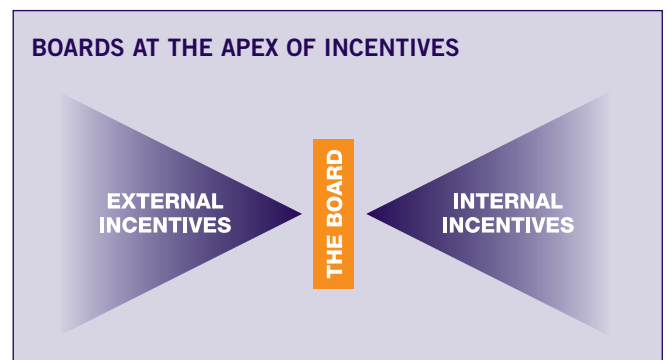 BOARDS AT THE APEX OF INCENTIVES
EXTERNAL
INCENTIVES
THE BOARD
INTERNAL
INCENTIVES